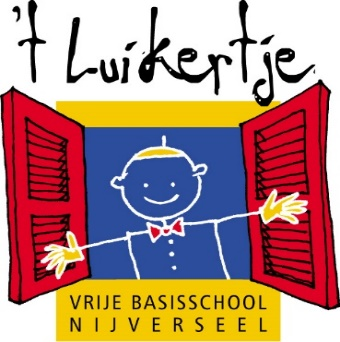 't Luikertje
VRIJE BASISSCHOOL
NIJVERSEEL